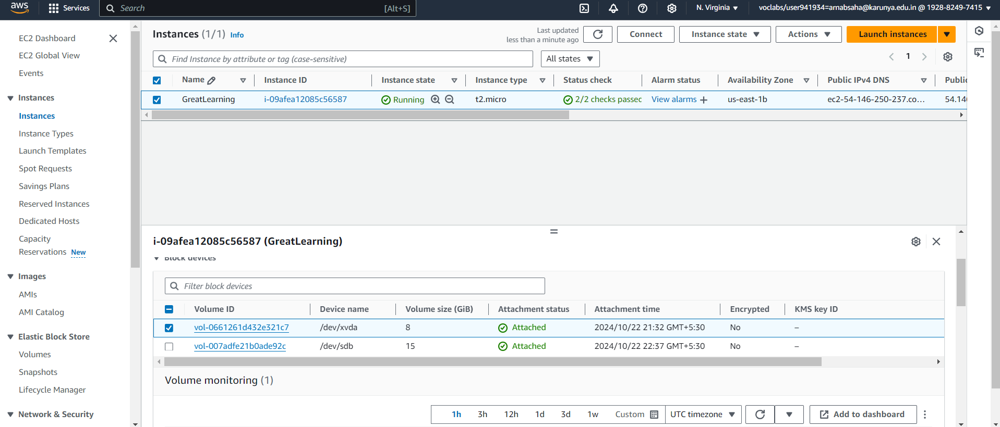 aws Services Search [Alt+S] N. Virginia voclabs/user941934=arnabsaha@karunya.edu.in @ 1928-8249-7415
EC2 Dashboard
EC2 Global View
Events
Instances
Instances
Instance Types
Launch Templates
Spot Requests
Savings Plans
Reserved Instances
Dedicated Hosts
Capacity
Reservations New
Images
AMIs
AMI Catalog
Elastic Block Store
Volumes
Snapshots
Lifecycle Manager
Network & Security
Instances (1/1) Info
Last updated
less than a minute ago
Connect Instance state Actions Launch instances
Find Instance by attribute or tag (case-sensitive) All states 1
Name Instance ID Instance state Instance type Status check Alarm status Availability Zone Public IPv4 DNS Public
GreatLearning i-09afea12085c56587 Running t2.micro 2/2 checks passec View alarms + us-east-1b ec2-54-146-250-237.co... 54.146
i-09afea12085c56587 (GreatLearning)
Block devices
Filter block devices
Volume ID Device name Volume size (GiB) Attachment status Attachment time Encrypted KMS key ID
vol-0661261d432e321c7 /dev/xvda 8 Attached 2024/10/22 21:32 GMT+5:30 No –
vol-007adfe21b0ade92c /dev/sdb 15 Attached 2024/10/22 22:37 GMT+5:30 No –
Volume monitoring (1)
1h 3h 12h 1d 3d 1w Custom UTC timezone Add to dashboard